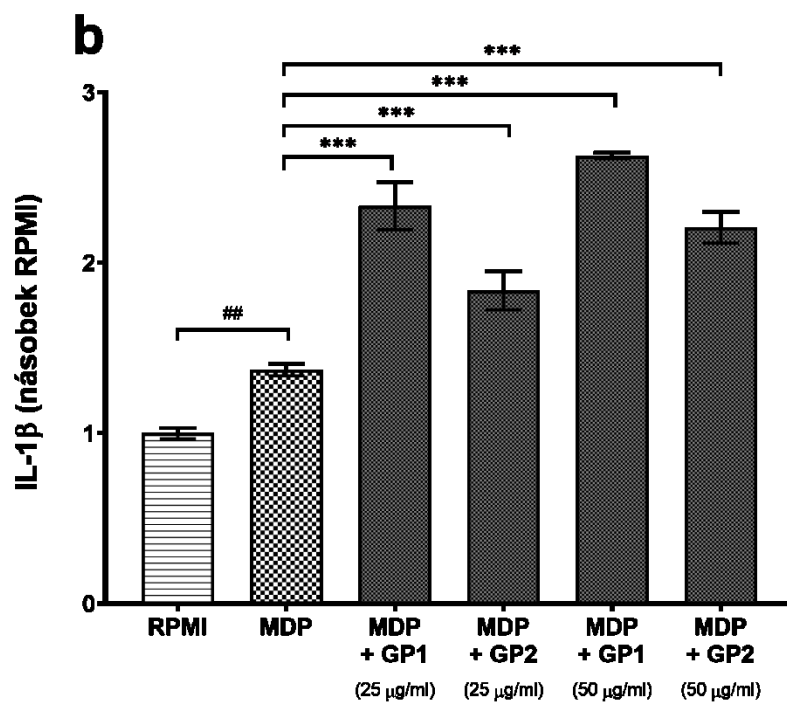 b
***
***
***
***
##
IL-1β (násobek RPMI)
3
2
1
0
RPMI MDP MDP MDP MDP MDP
+ GP1 + GP2 + GP1 + GP2
(25 µg/ml) (25 µg/ml) (50 µg/ml) (50 µg/ml)